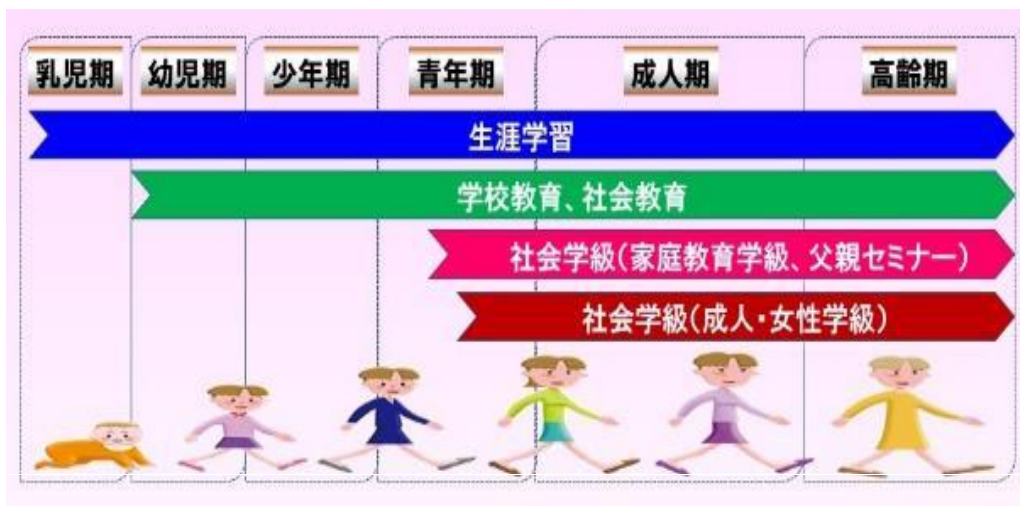 乳児期
幼児期
少年期
青年期
成人期
高齢期
生涯学習
学校教育、社会教育
社会学級(家庭教育学級、父親セミナー)
社会学級(成人・女性学級)